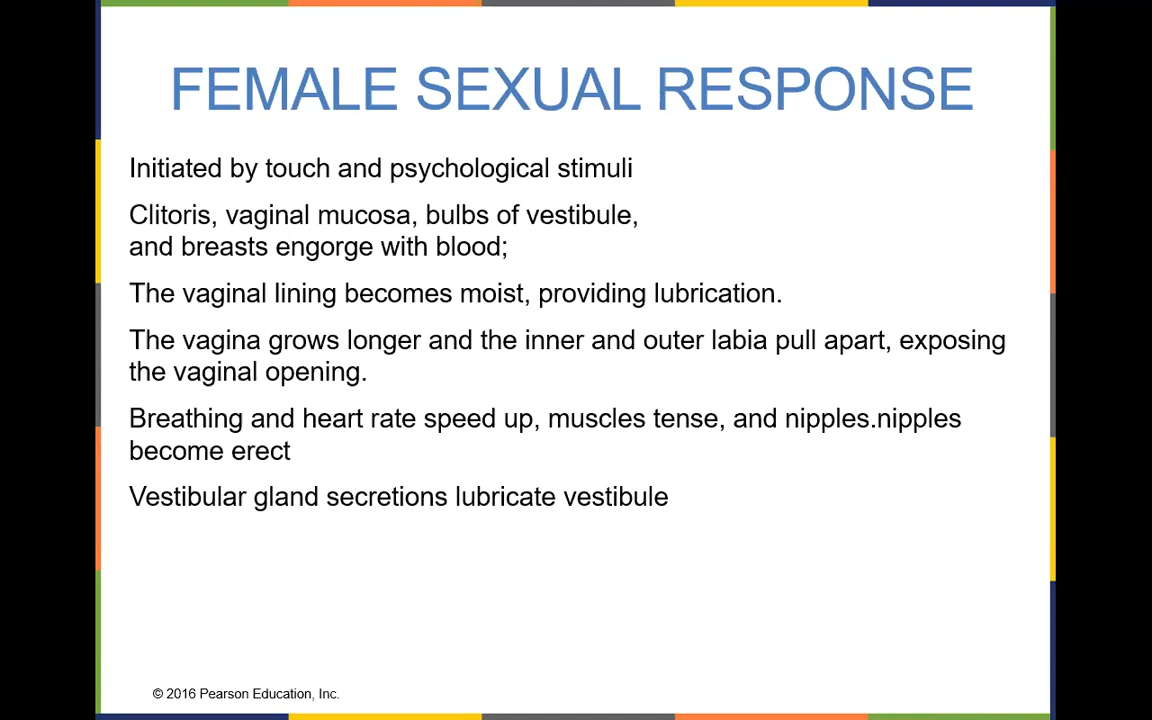 FEMALE SEXUAL RESPONSE
Initiated by touch and psychological stimuli
Clitoris, vaginal mucosa, bulbs of vestibule,
and breasts engorge with blood;
The vaginal lining becomes moist, providing lubrication.
The vagina grows longer and the inner and outer labia pull apart, exposing
the vaginal opening.
Breathing and heart rate speed up, muscles tense, and nipples.nipples
become erect
Vestibular gland secretions lubricate vestibule
© 2016 Pearson Education, Inc.